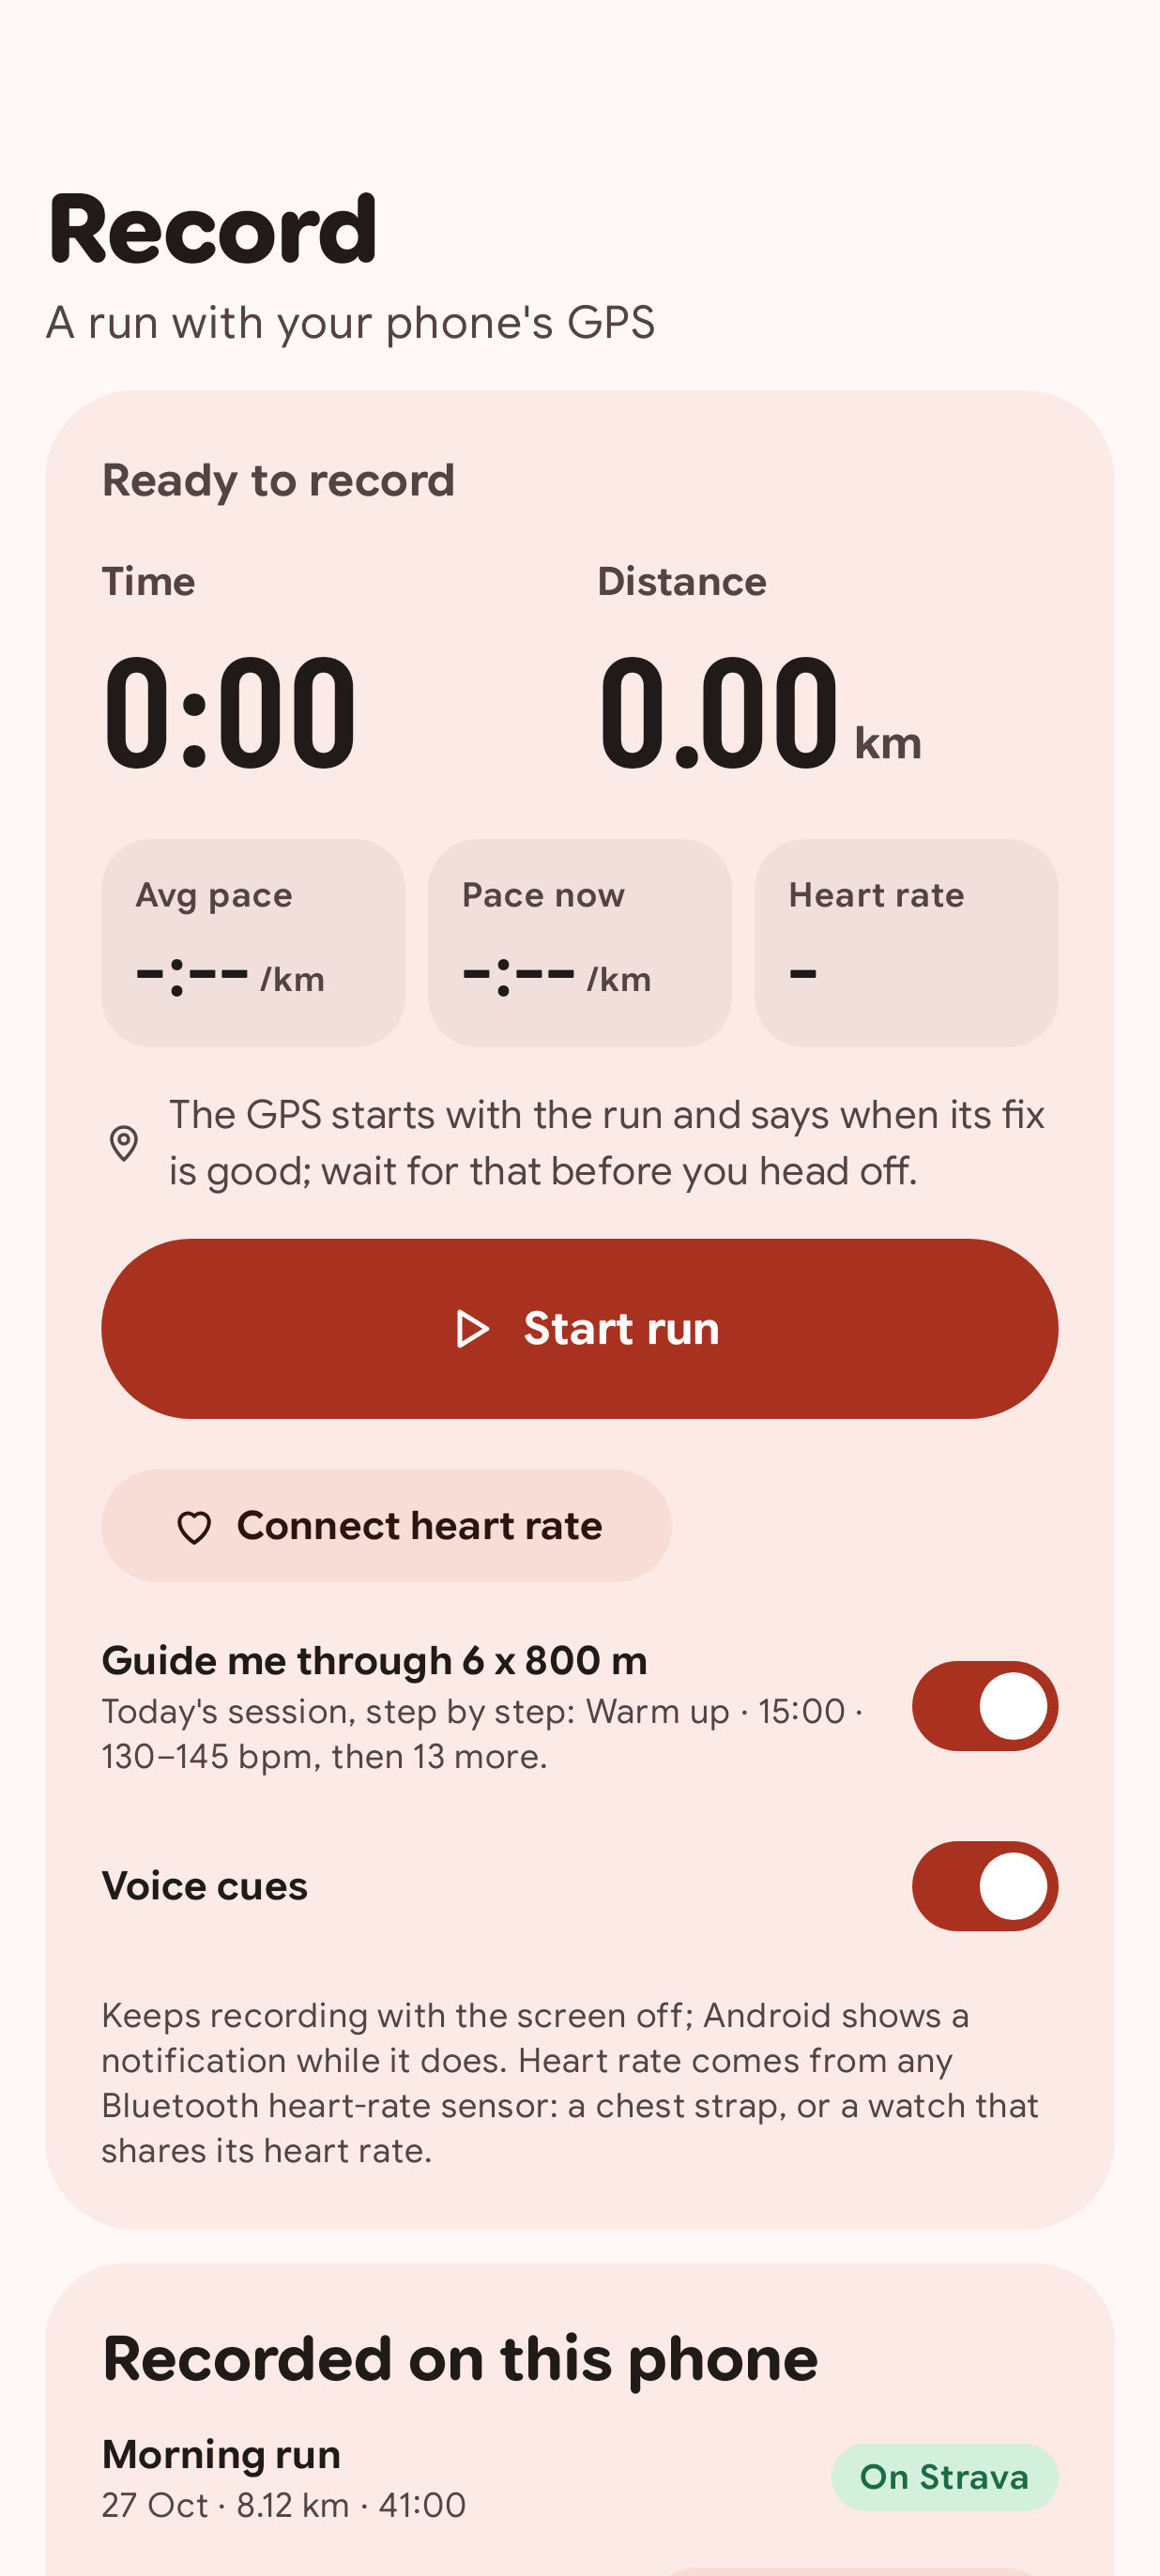 Record
A run with your phone's GPS
Ready to record
Time
Distance
0:00
0.00 km
Avg pace
Pace now
Heart rate
-:-- /km
-:-- /km
-
The GPS starts with the run and says when its fix
is good; wait for that before you head off.
Start run
Connect heart rate
Guide me through 6 x 800 m
Today's session, step by step: Warm up · 15:00 ·
130–145 bpm, then 13 more.
Voice cues
Keeps recording with the screen off; Android shows a
notification while it does. Heart rate comes from any
Bluetooth heart-rate sensor: a chest strap, or a watch that
shares its heart rate.
Recorded on this phone
Morning run
On Strava
27 Oct · 8.12 km · 41:00